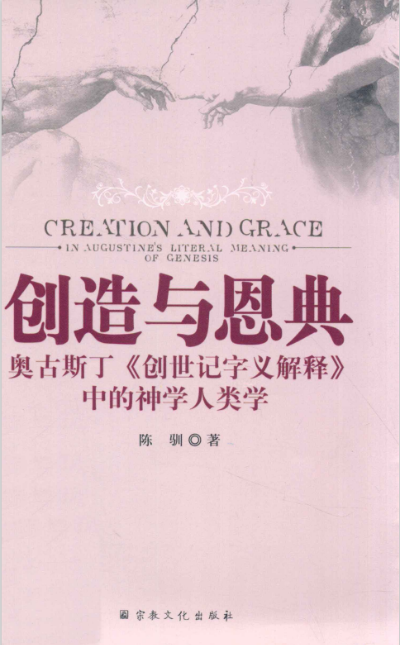 CREATION AND GRACE
IN AUGUSTINE'S LITERAL MEANING
OF GENESIS
创造与恩典
奥古斯丁《创世记字义解释》
中的神学人类学
陈 驯◎著
宗教文化出版社